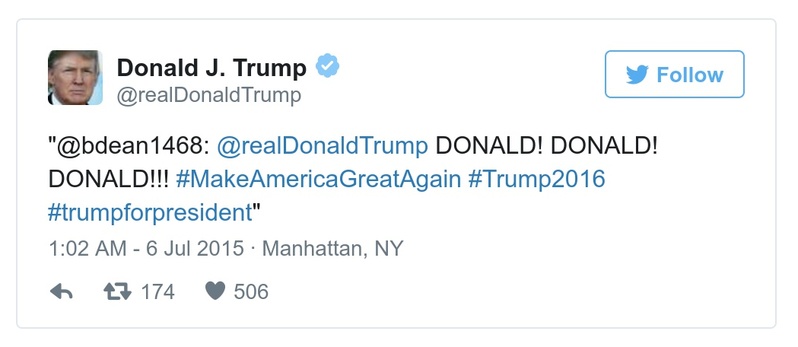 Donald J. Trump
Follow
@realDonaldTrump
"@bdean1468: @realDonaldTrump DONALD! DONALD!
DONALD!!! #MakeAmericaGreatAgain #Trump2016
#trumpforpresident"
1:02 AM - 6 Jul 2015 · Manhattan, NY
174 506